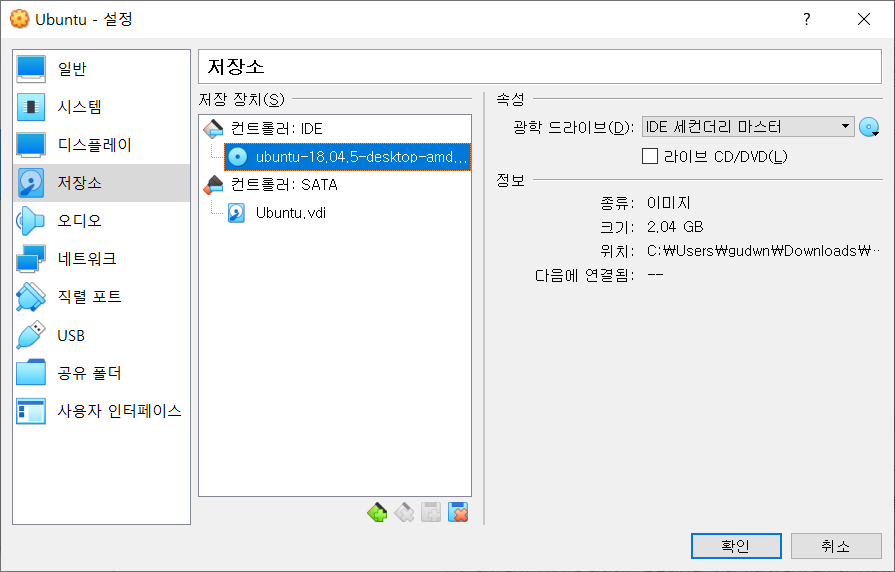 Ubuntu - 설정
?
일반
시스템
디스플레이
저장소
오디오
네트워크
직렬 포트
USB
공유 폴더
사용자 인터페이스
저장소
저장 장치(S)
컨트롤러: IDE
ubuntu-18.04.5-desktop-amd...
컨트롤러: SATA
Ubuntu.vdi
속성
광학 드라이브(D): IDE 세컨더리 마스터
라이브 CD/DVD(L)
정보
종류: 이미지
크기: 2.04 GB
위치: C:₩Users₩gudwn₩Downloads₩...
다음에 연결됨: --
확인
취소